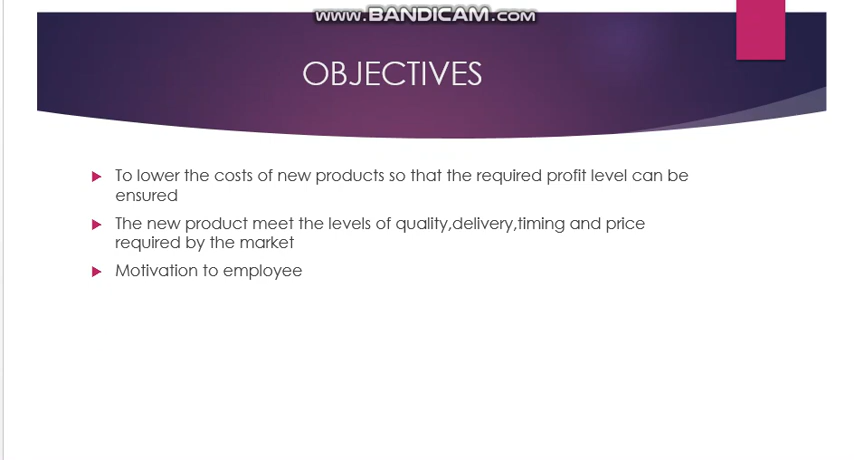 www.BANDICAM.com
OBJECTIVES
To lower the costs of new products so that the required profit level can be
ensured
The new product meet the levels of quality,delivery,timing and price
required by the market
Motivation to employee